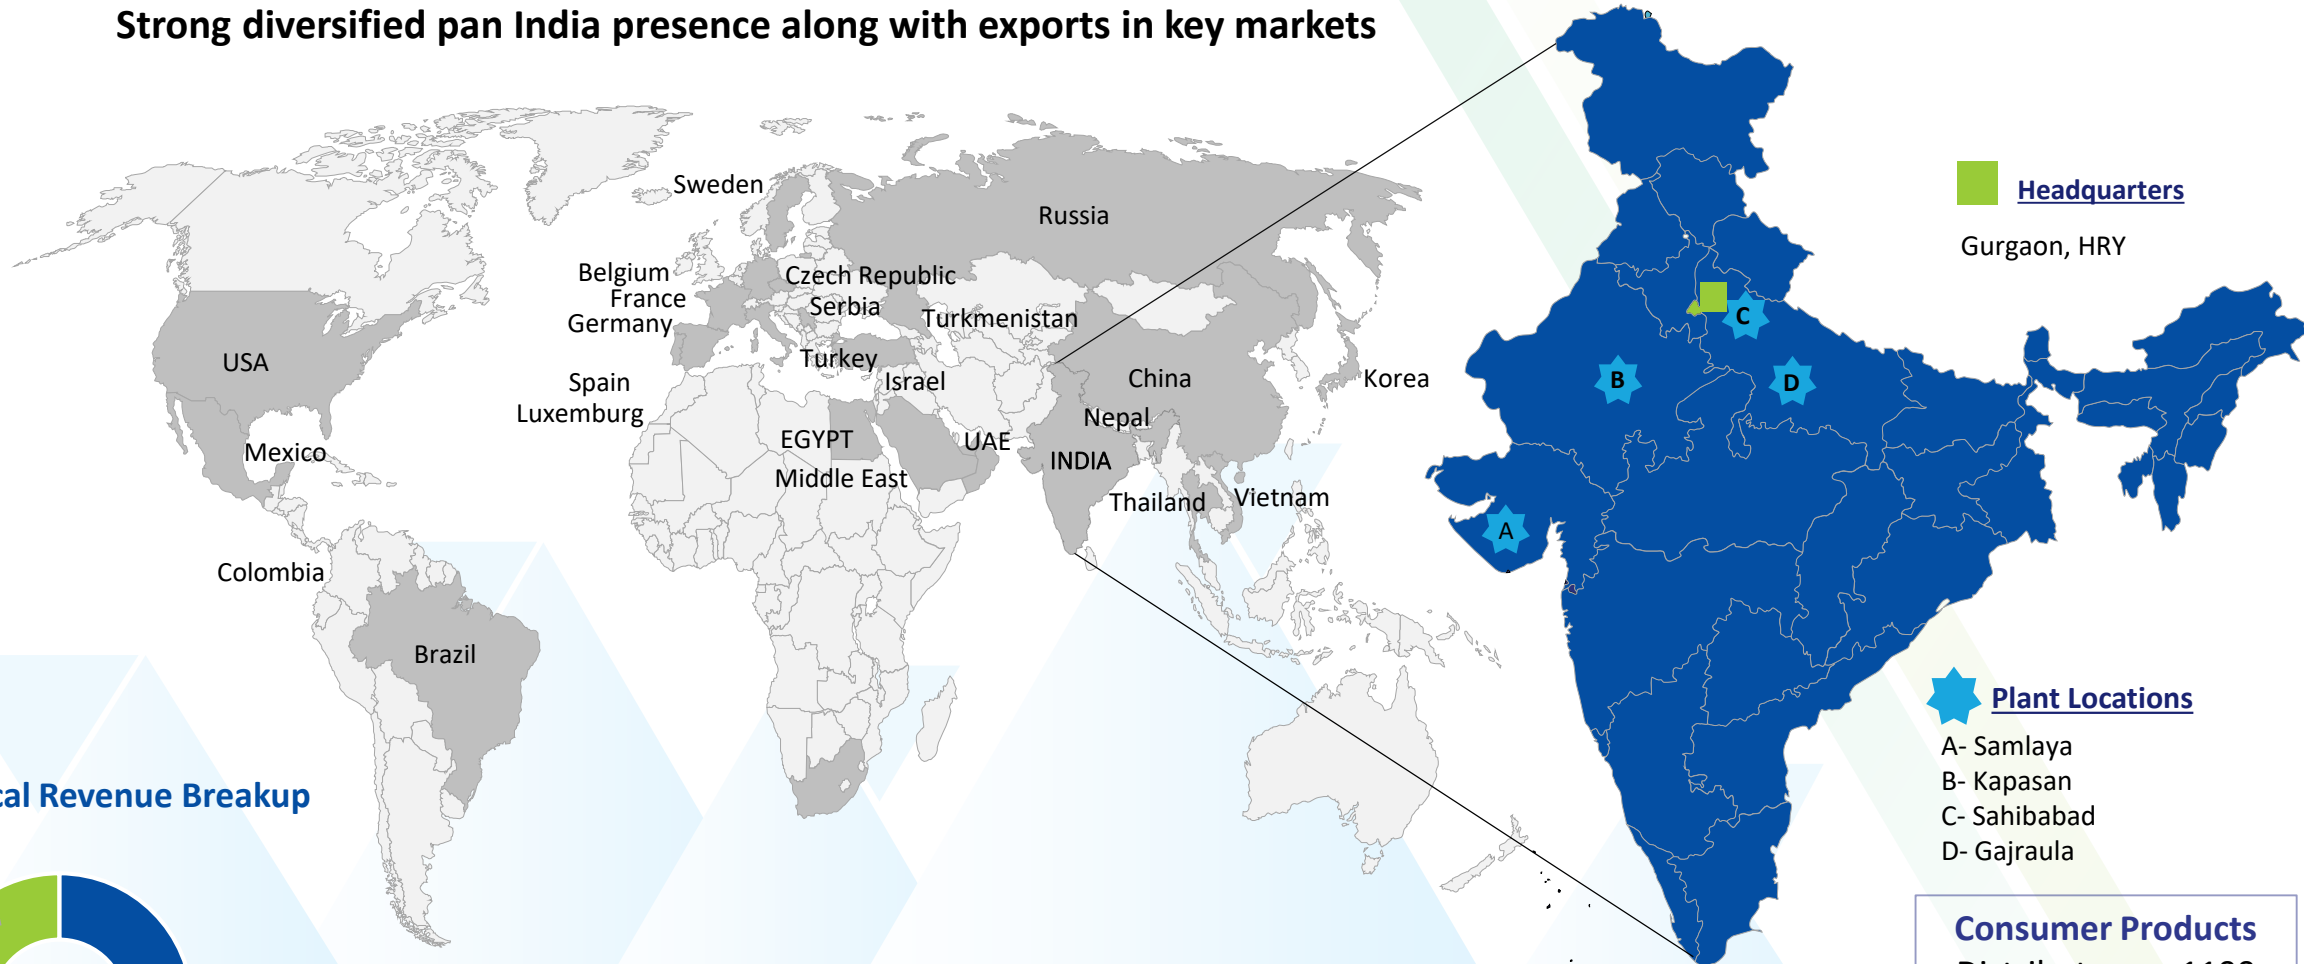 Strong diversified pan India presence along with exports in key markets
Sweden
Russia
Belgium
France
Germany
Czech Republic
Serbia
Turkmenistan
USA
Turkey
Spain
Luxemburg
Israel
China
Korea
Mexico
EGYPT
Middle East
UAE
Nepal
INDIA
Thailand
Vietnam
Colombia
Brazil
Headquarters
Gurgaon, HRY
C
B
D
A
Plant Locations
A- Samlaya
B- Kapasan
C- Sahibabad
D- Gajraula
Revenue Breakup
Consumer Products